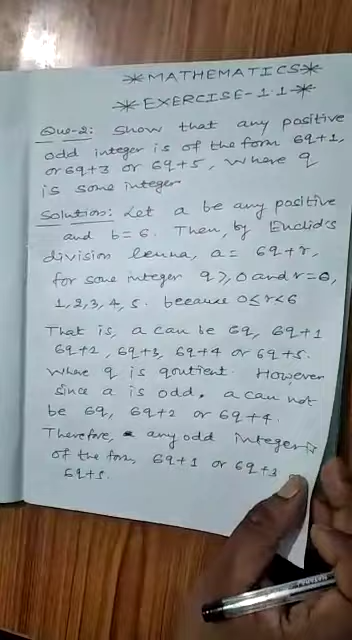 *MATHEMATICS*
*EXERCISE-1.1*
Que-2: Show that any positive
odd integer is of the form 6q+1,
or 6q+3 or 6q+5, where q
is some integer
Solution: Let a be any positive
and b=6. Then, by Euclid's
division lemma, a = 6q+r,
for some integer q≥0 and r=0,
1,2,3,4,5. because 0≤r<6
That is, a can be 6q, 6q+1
6q+2, 6q+3, 6q+4 or 6q+5.
where q is qoutient. However
since a is odd, a can not
be 6q, 6q+2 or 6q+4.
Therefore, any odd integer is
of the form, 6q+1 or 6q+3
6q+5.